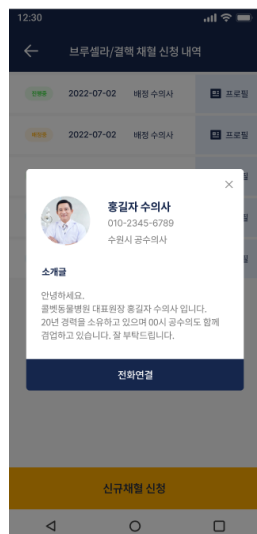 12:30
브루셀라/결핵 채혈 신청 내역
2022-07-02 배정 수의사 프로필
2022-07-02 배정 수의사 프로필
홍길자 수의사
010-2345-6789
수원시 공수의사
소개글
안녕하세요.
콜벳동물병원 대표원장 홍길자 수의사 입니다.
20년 경력을 소유하고 있으며 00시 공수의도 함께
겸업하고 있습니다. 잘 부탁드립니다.
전화연결
신규채혈 신청